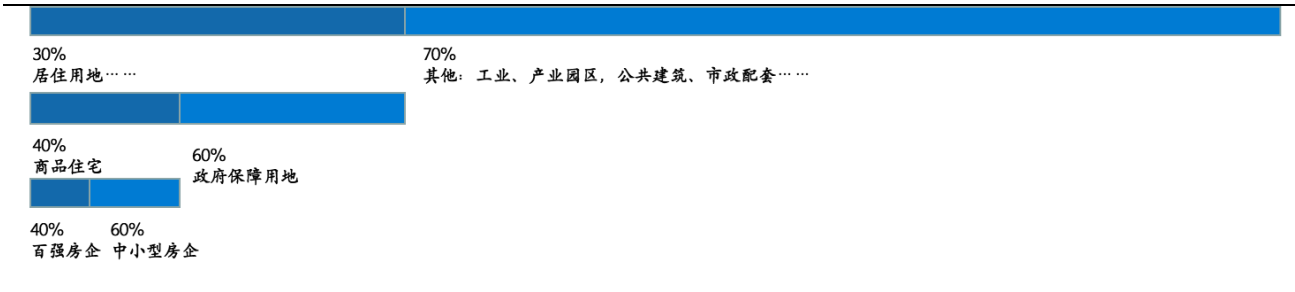 30%
居住用地……
70%
其他：工业、产业园区，公共建筑、市政配套……
40%
商品住宅
60%
政府保障用地
40%
百强房企
60%
中小型房企